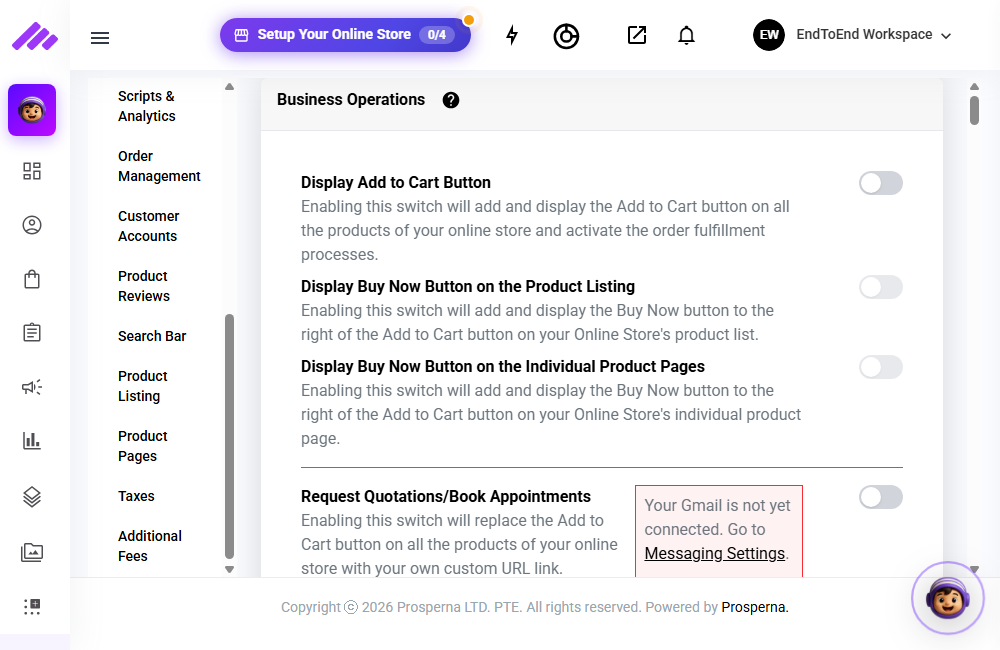 Setup Your Online Store 0/4
EW EndToEnd Workspace
Scripts &
Analytics
Order
Management
Customer
Accounts
Product
Reviews
Search Bar
Product
Listing
Product
Pages
Taxes
Additional
Fees
Business Operations ?
Display Add to Cart Button
Enabling this switch will add and display the Add to Cart button on all
the products of your online store and activate the order fulfillment
processes.
Display Buy Now Button on the Product Listing
Enabling this switch will add and display the Buy Now button to the
right of the Add to Cart button on your Online Store's product list.
Display Buy Now Button on the Individual Product Pages
Enabling this switch will add and display the Buy Now button to the
right of the Add to Cart button on your Online Store's individual product
page.
Request Quotations/Book Appointments
Enabling this switch will replace the Add to
Cart button on all the products of your online
store with your own custom URL link.
Your Gmail is not yet
connected. Go to
Messaging Settings.
Copyright © 2026 Prosperna LTD. PTE. All rights reserved. Powered by Prosperna.